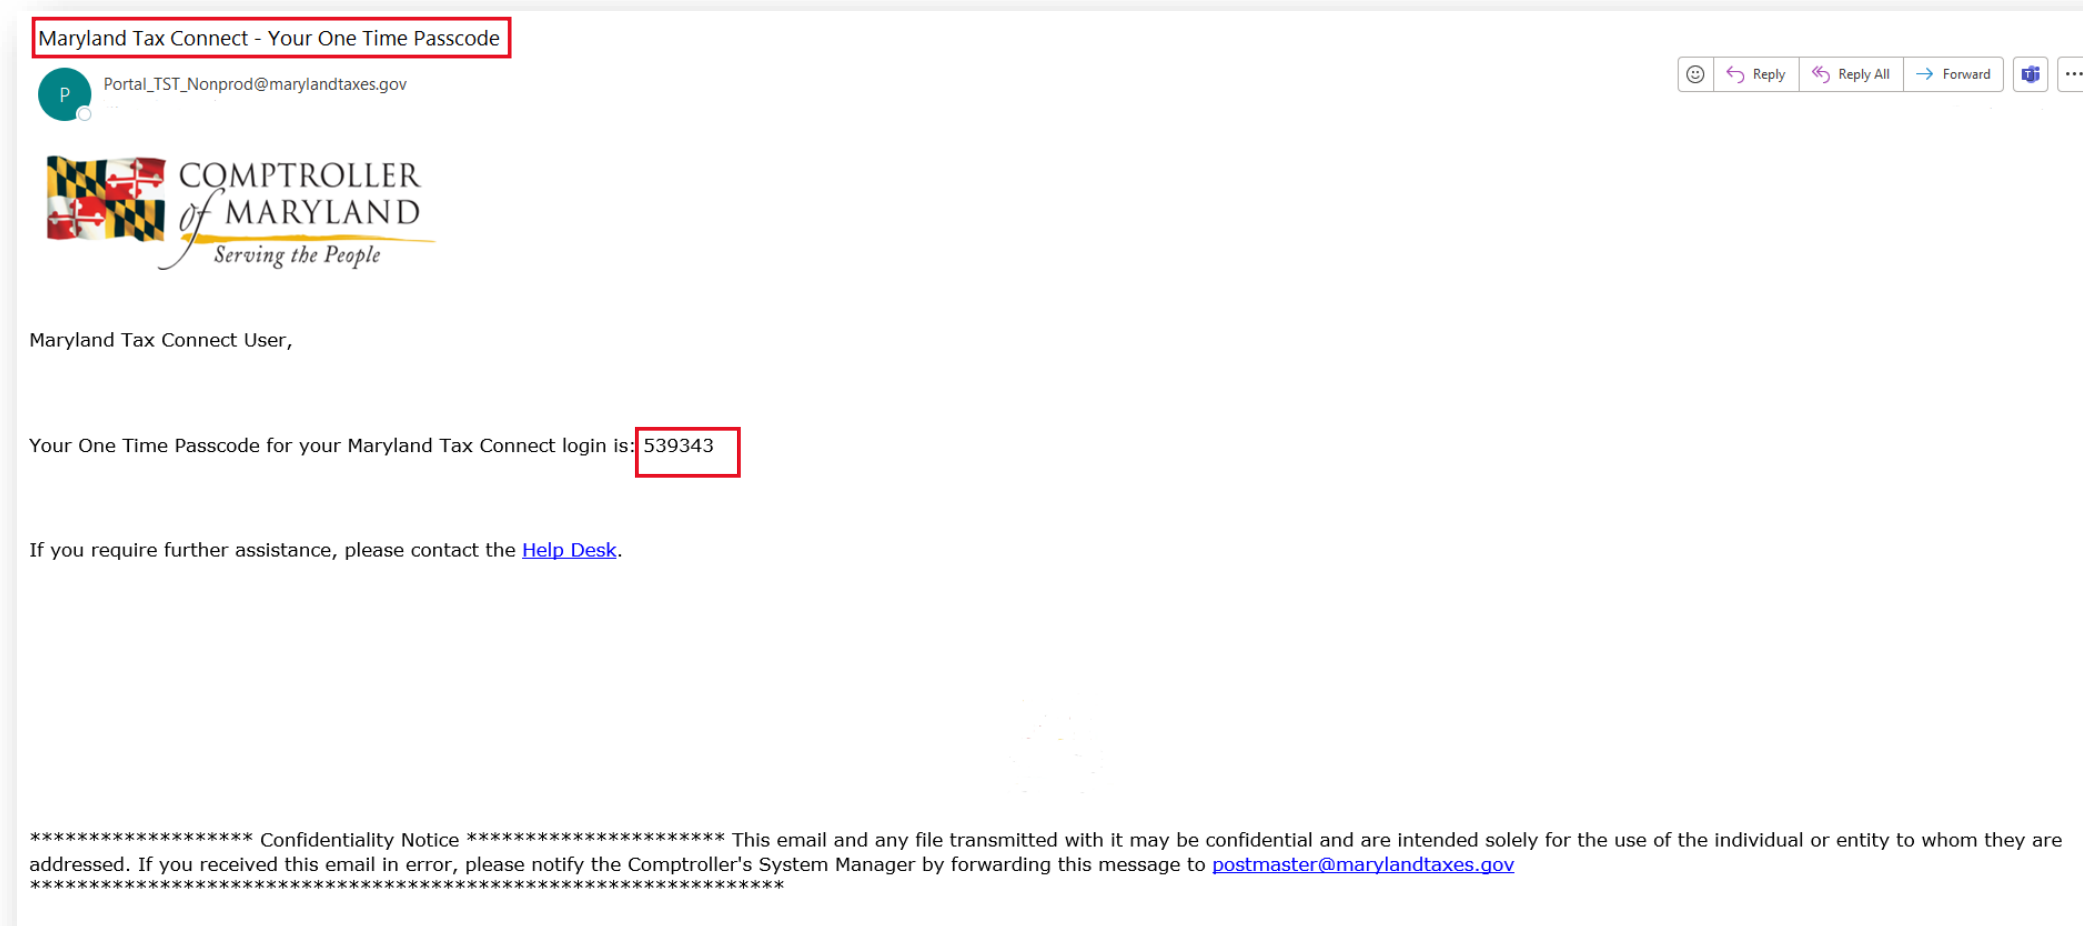 Maryland Tax Connect - Your One Time Passcode
P
Portal_TST_Nonprod@marylandtaxes.gov
Reply
Reply All
Forward
COMPTROLLER
of MARYLAND
Serving the People
Maryland Tax Connect User,
Your One Time Passcode for your Maryland Tax Connect login is: 539343
If you require further assistance, please contact the Help Desk.
******************* Confidentiality Notice ********************** This email and any file transmitted with it may be confidential and are intended solely for the use of the individual or entity to whom they are
addressed. If you received this email in error, please notify the Comptroller's System Manager by forwarding this message to postmaster@marylandtaxes.gov
****************************************************************